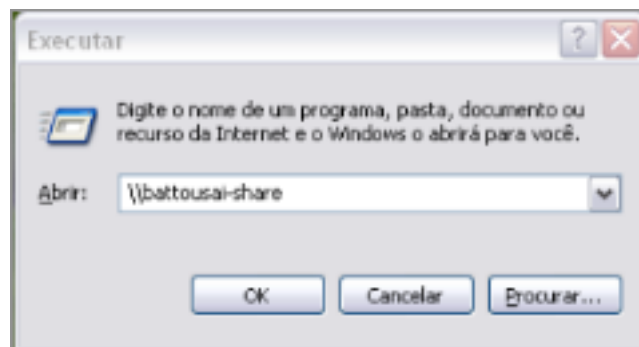 Executar
Digite o nome de um programa, pasta, documento ou
recurso da Internet e o Windows o abrirá para você.
Abrir: \\battousai-share
OK Cancelar Procurar...